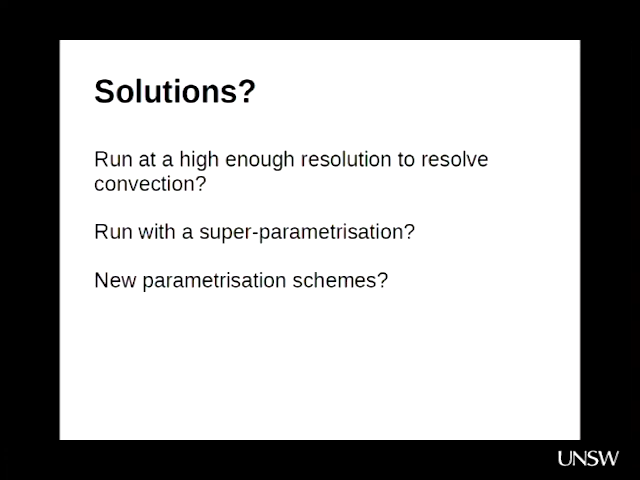 Solutions?
Run at a high enough resolution to resolve
convection?
Run with a super-parametrisation?
New parametrisation schemes?
UNSW